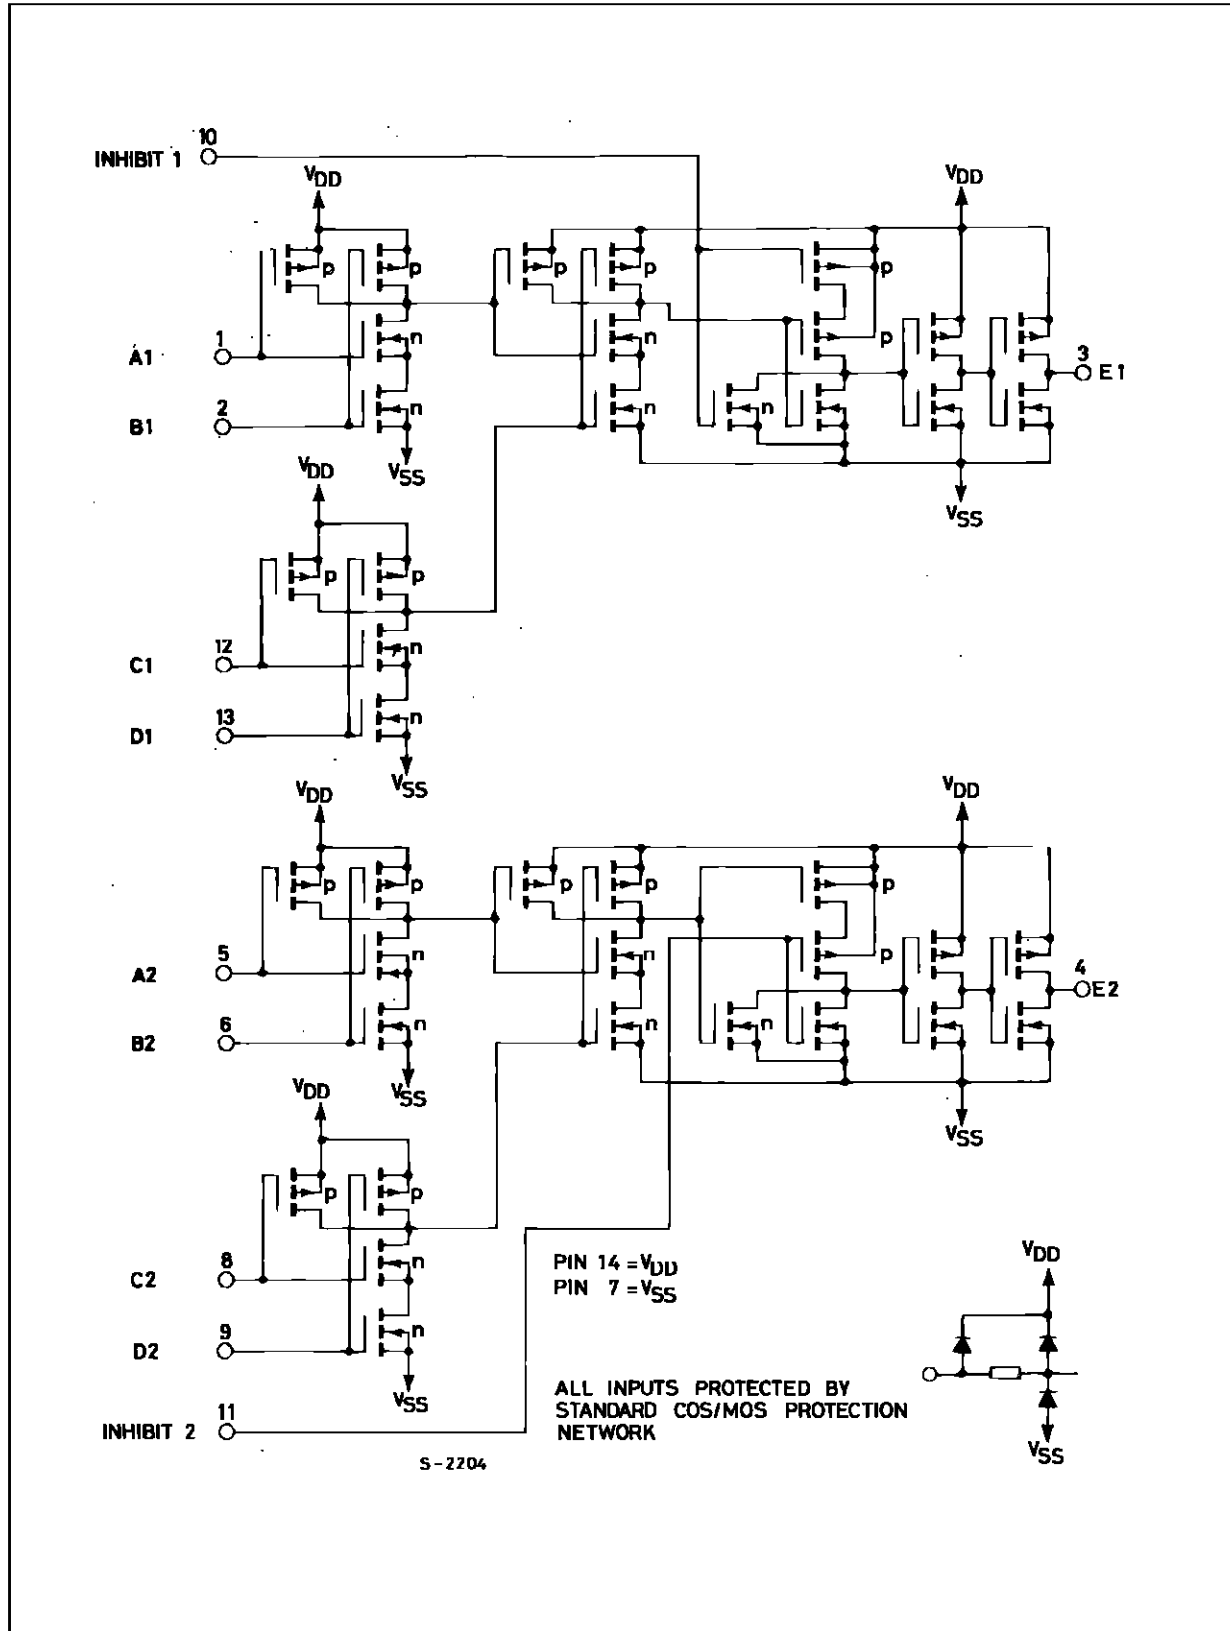 10
INHIBIT 1
VDD
VDD
p
p
p
p
p
n
p
1
A1
n
n
n
3
E1
2
B1
VSS
VDD
VSS
p
p
12
C1
n
13
D1
n
VSS
VDD
VDD
p
p
p
p
p
n
p
5
A2
n
n
n
4
E2
6
B2
VSS
VDD
VSS
p
p
8
C2
n
PIN 14 = VDD
PIN 7 = VSS
VDD
9
D2
n
VSS
ALL INPUTS PROTECTED BY
STANDARD COS/MOS PROTECTION
NETWORK
VSS
11
INHIBIT 2
S-2204